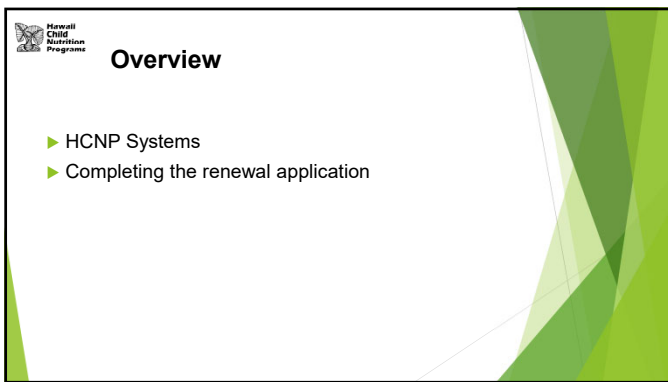 Hawaii
Child
Nutrition
Programs
Overview
HCNP Systems
Completing the renewal application